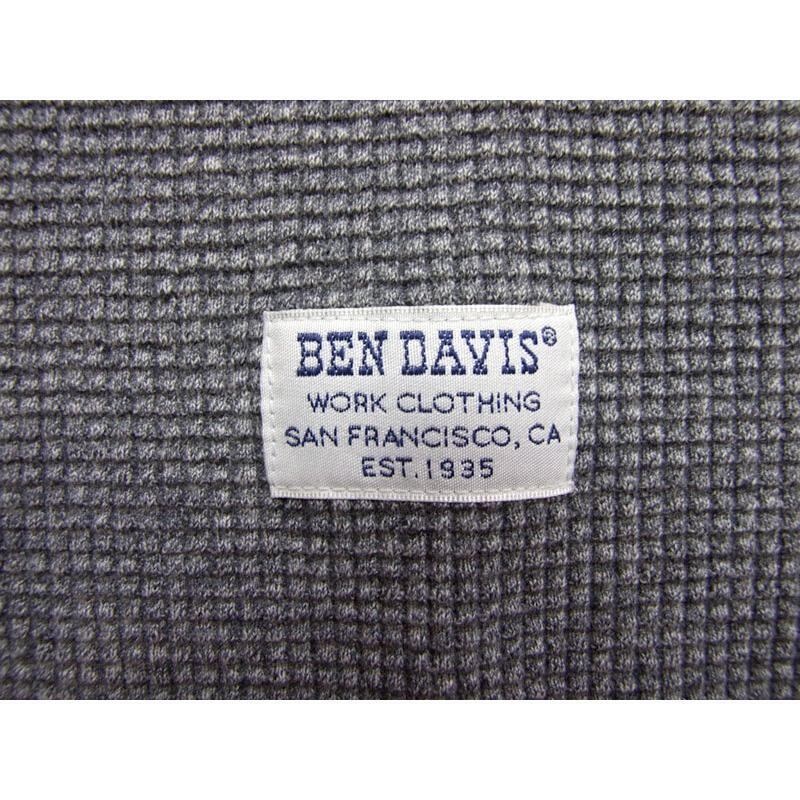 BEN DAVIS®
WORK CLOTHING
SAN FRANCISCO, CA
EST. 1935